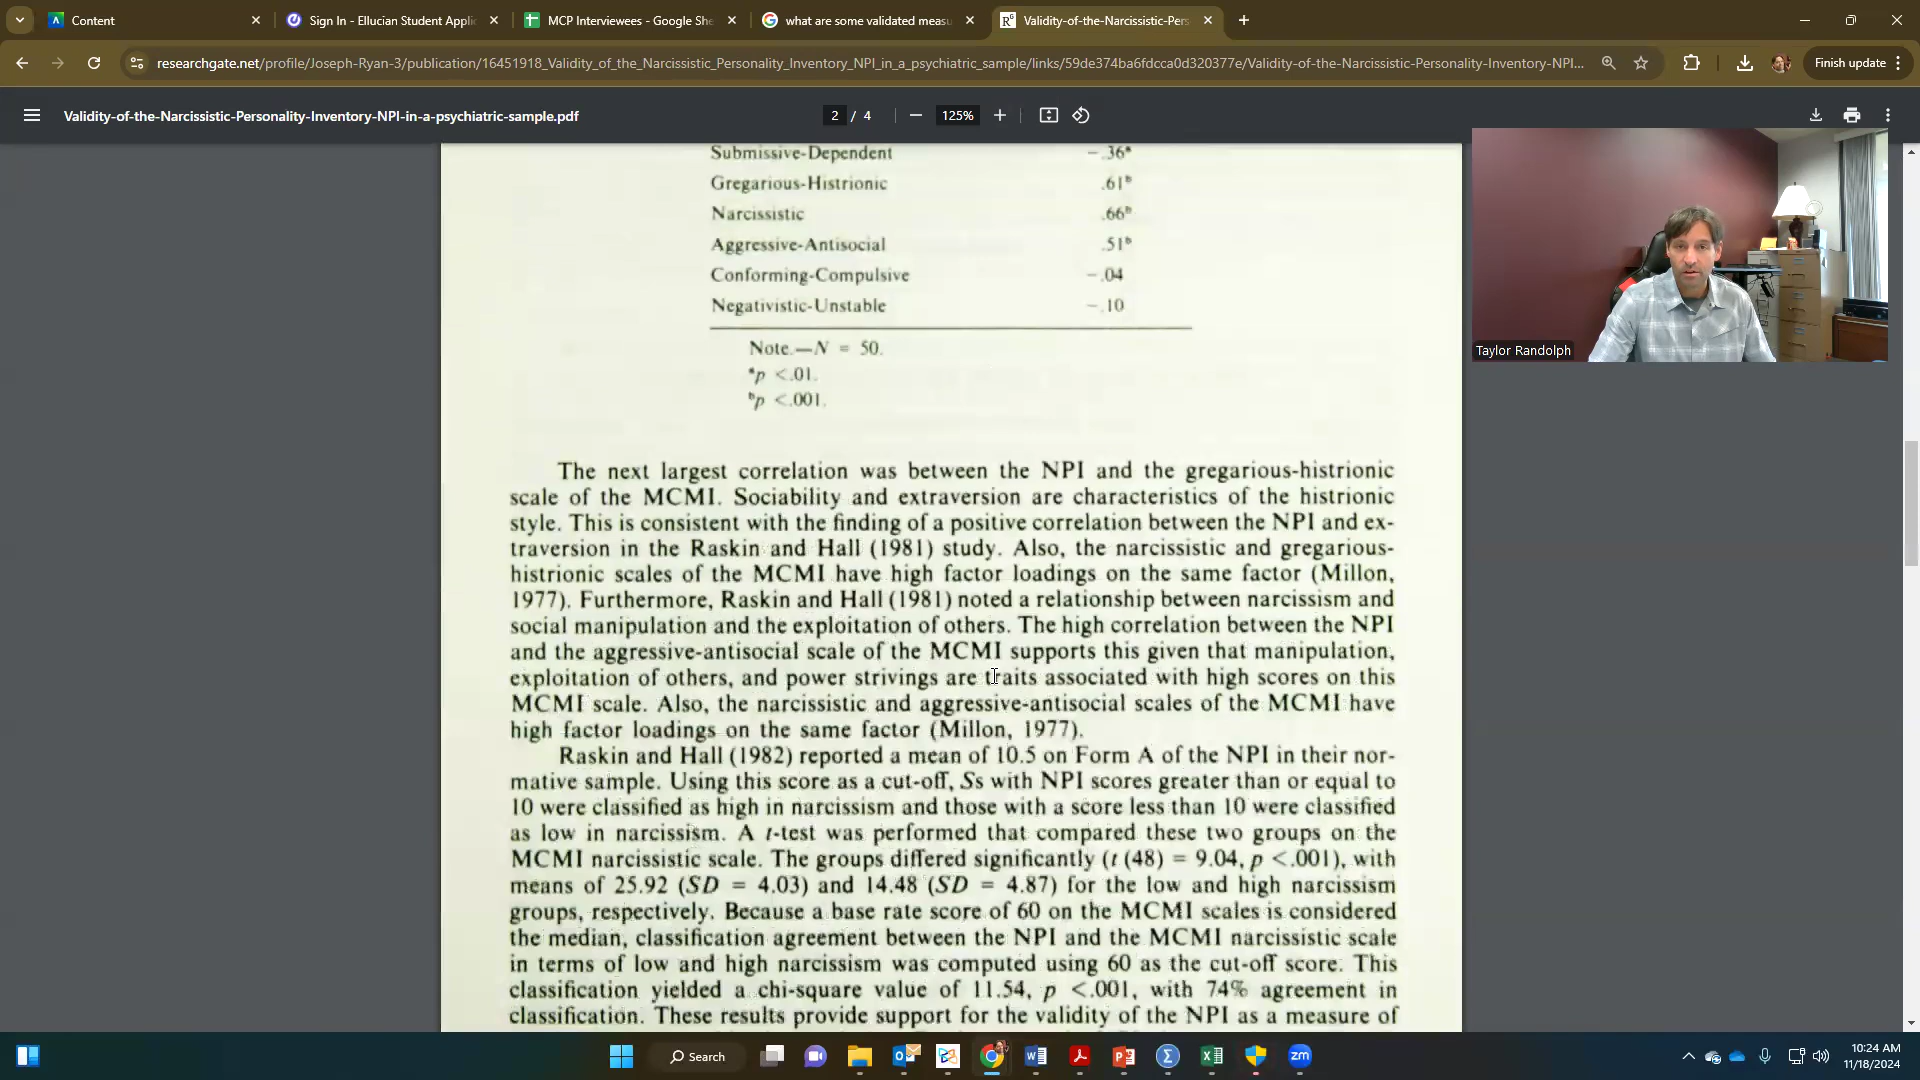 Content
Sign In - Ellucian Student Applic
MCP Interviewees - Google She
what are some validated measu
Validity-of-the-Narcissistic-Pers
researchgate.net/profile/Joseph-Ryan-3/publication/16451918_Validity_of_the_Narcissistic_Personality_Inventory_NPI_in_a_psychiatric_sample/links/59de374ba6fdcca0d320377e/Validity-of-the-Narcissistic-Personality-Inventory-NPI...
Finish update
Validity-of-the-Narcissistic-Personality-Inventory-NPI-in-a-psychiatric-sample.pdf
2 / 4
125%
Submissive-Dependent -.36ᵃ
Gregarious-Histrionic .61ᵇ
Narcissistic .66ᵇ
Aggressive-Antisocial .51ᵇ
Conforming-Compulsive -.04
Negativistic-Unstable -.10
Note.—N = 50.
ᵃp <.01.
ᵇp <.001.
Taylor Randolph
The next largest correlation was between the NPI and the gregarious-histrionic
scale of the MCMI. Sociability and extraversion are characteristics of the histrionic
style. This is consistent with the finding of a positive correlation between the NPI and ex-
traversion in the Raskin and Hall (1981) study. Also, the narcissistic and gregarious-
histrionic scales of the MCMI have high factor loadings on the same factor (Millon,
1977). Furthermore, Raskin and Hall (1981) noted a relationship between narcissism and
social manipulation and the exploitation of others. The high correlation between the NPI
and the aggressive-antisocial scale of the MCMI supports this given that manipulation,
exploitation of others, and power strivings are traits associated with high scores on this
MCMI scale. Also, the narcissistic and aggressive-antisocial scales of the MCMI have
high factor loadings on the same factor (Millon, 1977).
Raskin and Hall (1982) reported a mean of 10.5 on Form A of the NPI in their nor-
mative sample. Using this score as a cut-off, Ss with NPI scores greater than or equal to
10 were classified as high in narcissism and those with a score less than 10 were classified
as low in narcissism. A t-test was performed that compared these two groups on the
MCMI narcissistic scale. The groups differed significantly (t (48) = 9.04, p <.001), with
means of 25.92 (SD = 4.03) and 14.48 (SD = 4.87) for the low and high narcissism
groups, respectively. Because a base rate score of 60 on the MCMI scales is considered
the median, classification agreement between the NPI and the MCMI narcissistic scale
in terms of low and high narcissism was computed using 60 as the cut-off score. This
classification yielded a chi-square value of 11.54, p <.001, with 74% agreement in
classification. These results provide support for the validity of the NPI as a measure of
Search
zm
10:24 AM
11/18/2024